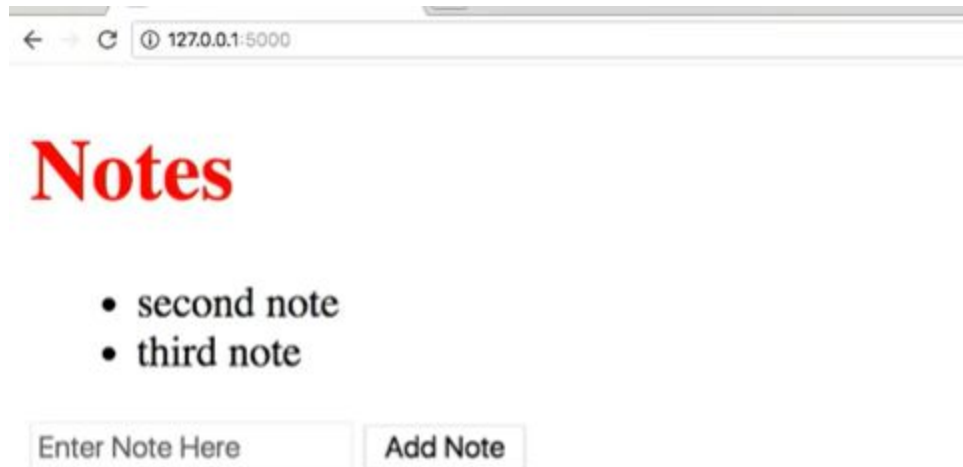 127.0.0.1:5000
Notes
second note
third note
Enter Note Here Add Note